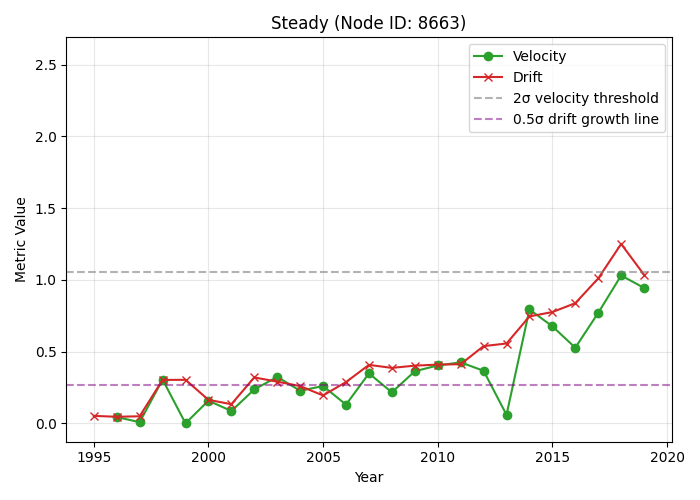 Steady (Node ID: 8663)
Velocity
Drift
2σ velocity threshold
0.5σ drift growth line
Metric Value
2.5
2.0
1.5
1.0
0.5
0.0
1995 2000 2005 2010 2015 2020
Year